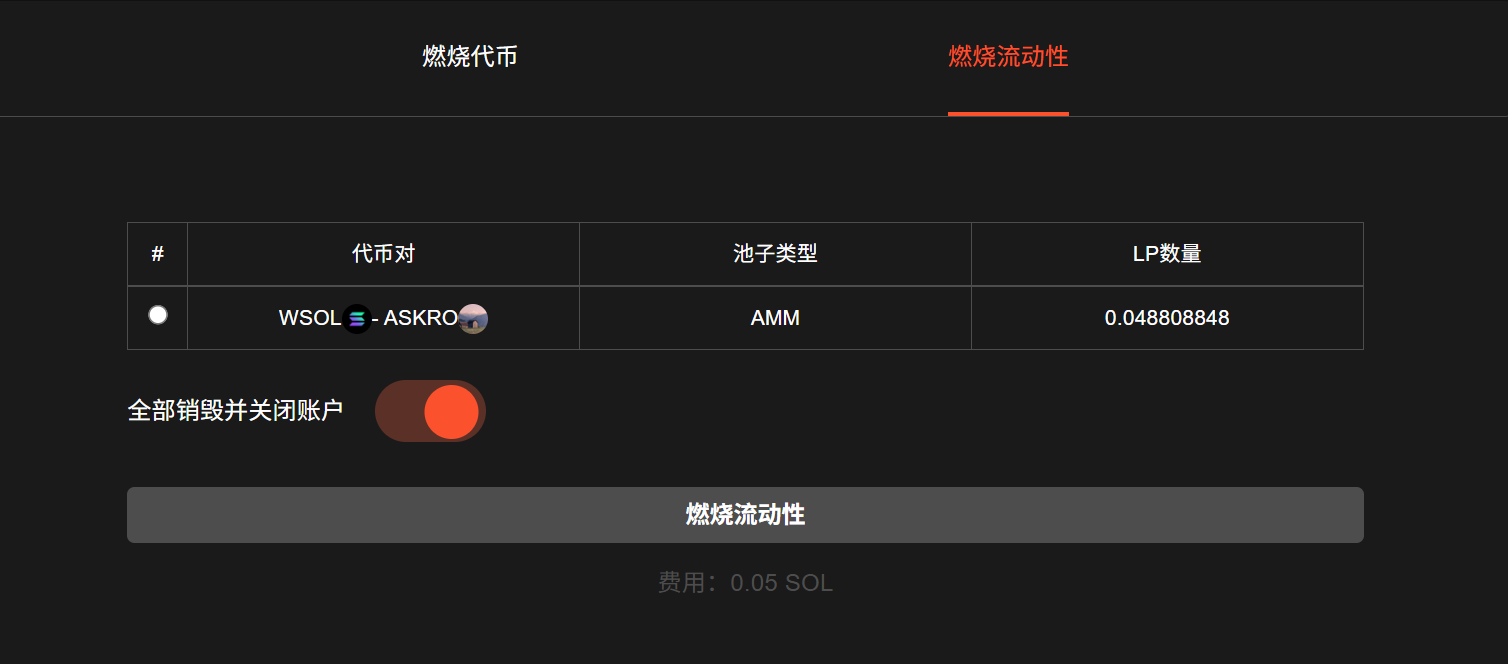 燃烧代币 燃烧流动性
# 代币对 池子类型 LP数量
WSOL - ASKRO AMM 0.048808848
全部销毁并关闭账户
燃烧流动性
费用：0.05 SOL